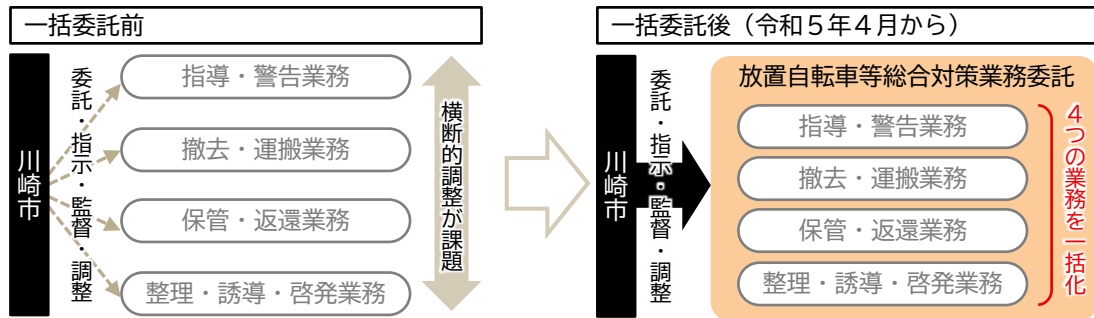 一括委託前
川崎市
委託・指示・監督・調整
指導・警告業務
撤去・運搬業務
保管・返還業務
整理・誘導・啓発業務
横断的調整が課題
一括委託後（令和５年４月から）
川崎市
委託・指示・監督・調整
放置自転車等総合対策業務委託
指導・警告業務
撤去・運搬業務
保管・返還業務
整理・誘導・啓発業務
４つの業務を一括化